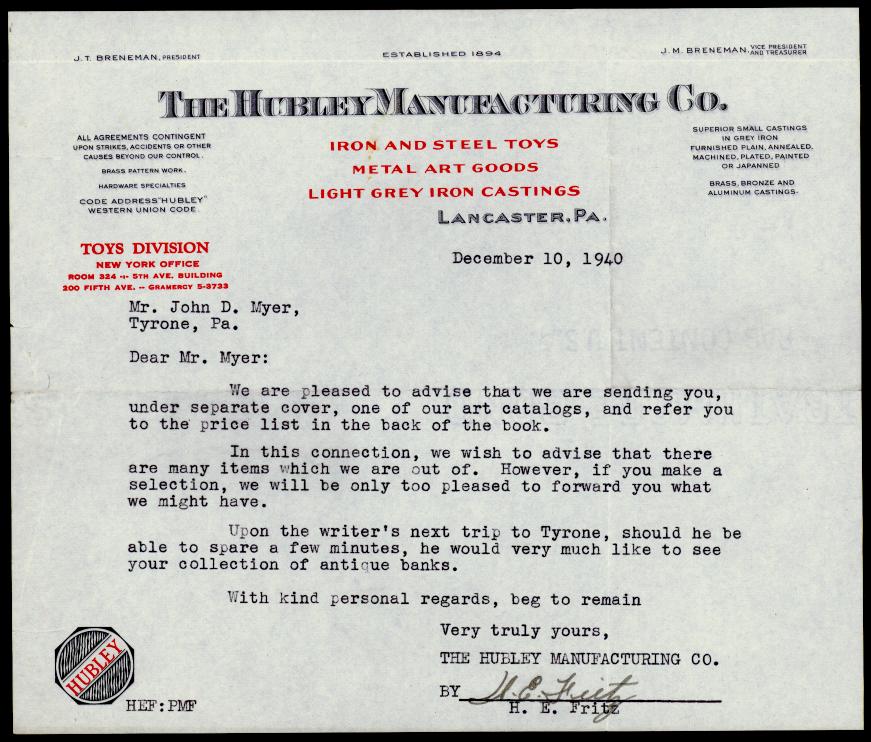 J. T. BRENEMAN, PRESIDENT
ESTABLISHED 1894
J. M. BRENEMAN, VICE PRESIDENT AND TREASURER
THE HUBLEY MANUFACTURING CO.
ALL AGREEMENTS CONTINGENT
UPON STRIKES, ACCIDENTS OR OTHER
CAUSES BEYOND OUR CONTROL.
BRASS PATTERN WORK.
HARDWARE SPECIALTIES
CODE ADDRESS "HUBLEY"
WESTERN UNION CODE
IRON AND STEEL TOYS
METAL ART GOODS
LIGHT GREY IRON CASTINGS
LANCASTER, PA.
SUPERIOR SMALL CASTINGS
IN GREY IRON
FURNISHED PLAIN, ANNEALED,
MACHINED, PLATED, PAINTED
OR JAPANNED
BRASS, BRONZE AND
ALUMINUM CASTINGS.
TOYS DIVISION
NEW YORK OFFICE
ROOM 324 -:- 5TH AVE. BUILDING
200 FIFTH AVE. -- GRAMERCY 5-3733
December 10, 1940
Mr. John D. Myer,
Tyrone, Pa.
Dear Mr. Myer:
We are pleased to advise that we are sending you,
under separate cover, one of our art catalogs, and refer you
to the price list in the back of the book.
In this connection, we wish to advise that there
are many items which we are out of. However, if you make a
selection, we will be only too pleased to forward you what
we might have.
Upon the writer's next trip to Tyrone, should he be
able to spare a few minutes, he would very much like to see
your collection of antique banks.
With kind personal regards, beg to remain
Very truly yours,
THE HUBLEY MANUFACTURING CO.
BY H. E. Fritz
H. E. Fritz
HUBLEY
HEF:PMF